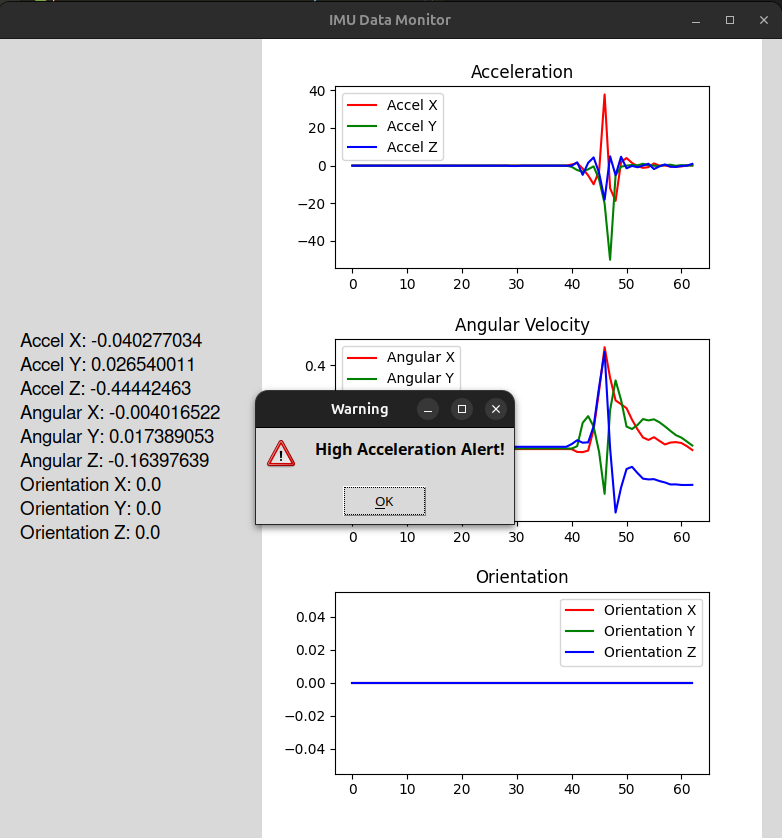 IMU Data Monitor
Accel X: -0.040277034
Accel Y: 0.026540011
Accel Z: -0.44442463
Angular X: -0.004016522
Angular Y: 0.017389053
Angular Z: -0.16397639
Orientation X: 0.0
Orientation Y: 0.0
Orientation Z: 0.0
Acceleration
Accel X
Accel Y
Accel Z
40
20
0
−20
−40
0 10 20 30 40 50 60
Angular Velocity
Angular X
Angular Y
0.4
0 10 20 30 40 50 60
Warning
High Acceleration Alert!
OK
Orientation
Orientation X
Orientation Y
Orientation Z
0.04
0.02
0.00
−0.02
−0.04
0 10 20 30 40 50 60